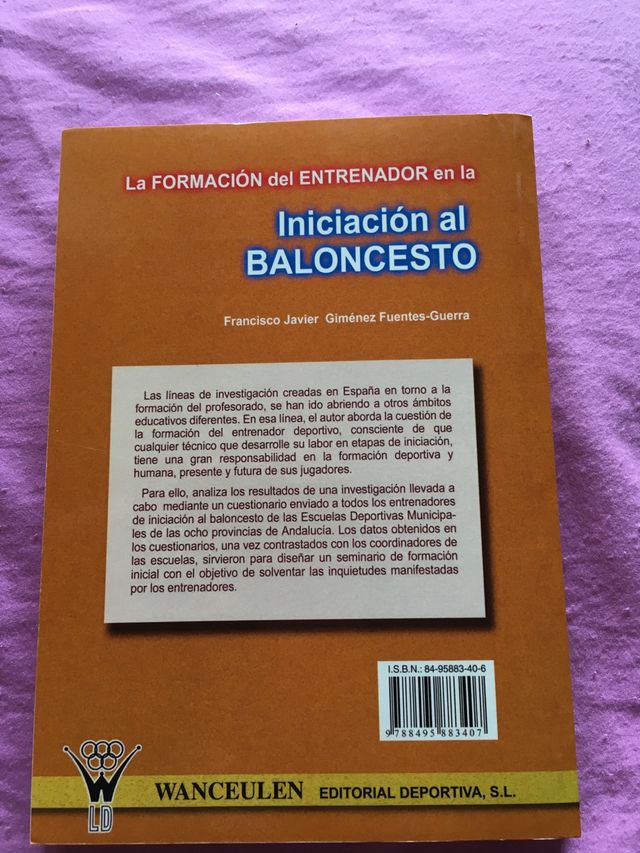 La FORMACIÓN del ENTRENADOR en la
Iniciación al
BALONCESTO
Francisco Javier Giménez Fuentes-Guerra
Las líneas de investigación creadas en España en torno a la
formación del profesorado, se han ido abriendo a otros ámbitos
educativos diferentes. En esa línea, el autor aborda la cuestión de
la formación del entrenador deportivo, consciente de que
cualquier técnico que desarrolle su labor en etapas de iniciación,
tiene una gran responsabilidad en la formación deportiva y
humana, presente y futura de sus jugadores.
Para ello, analiza los resultados de una investigación llevada a
cabo mediante un cuestionario enviado a todos los entrenadores
de iniciación al baloncesto de las Escuelas Deportivas Municipa-
les de las ocho provincias de Andalucía. Los datos obtenidos en
los cuestionarios, una vez contrastados con los coordinadores de
las escuelas, sirvieron para diseñar un seminario de formación
inicial con el objetivo de solventar las inquietudes manifestadas
por los entrenadores.
I.S.B.N.: 84-95883-40-6
9 788495 883407
W
LD
WANCEULEN EDITORIAL DEPORTIVA, S.L.